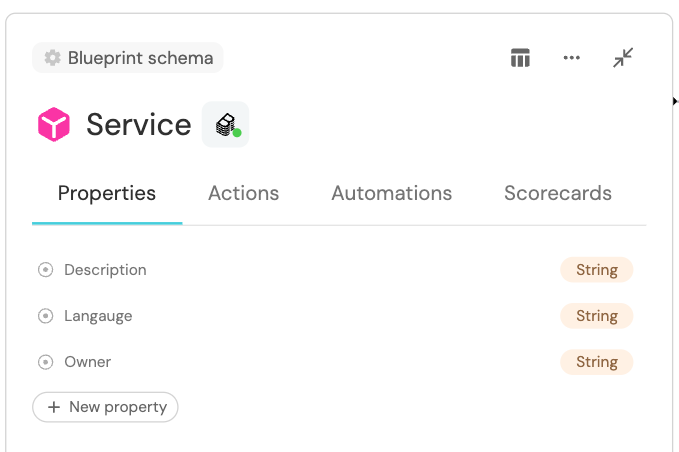 Blueprint schema
Service
Properties Actions Automations Scorecards
Description String
Langauge String
Owner String
+ New property